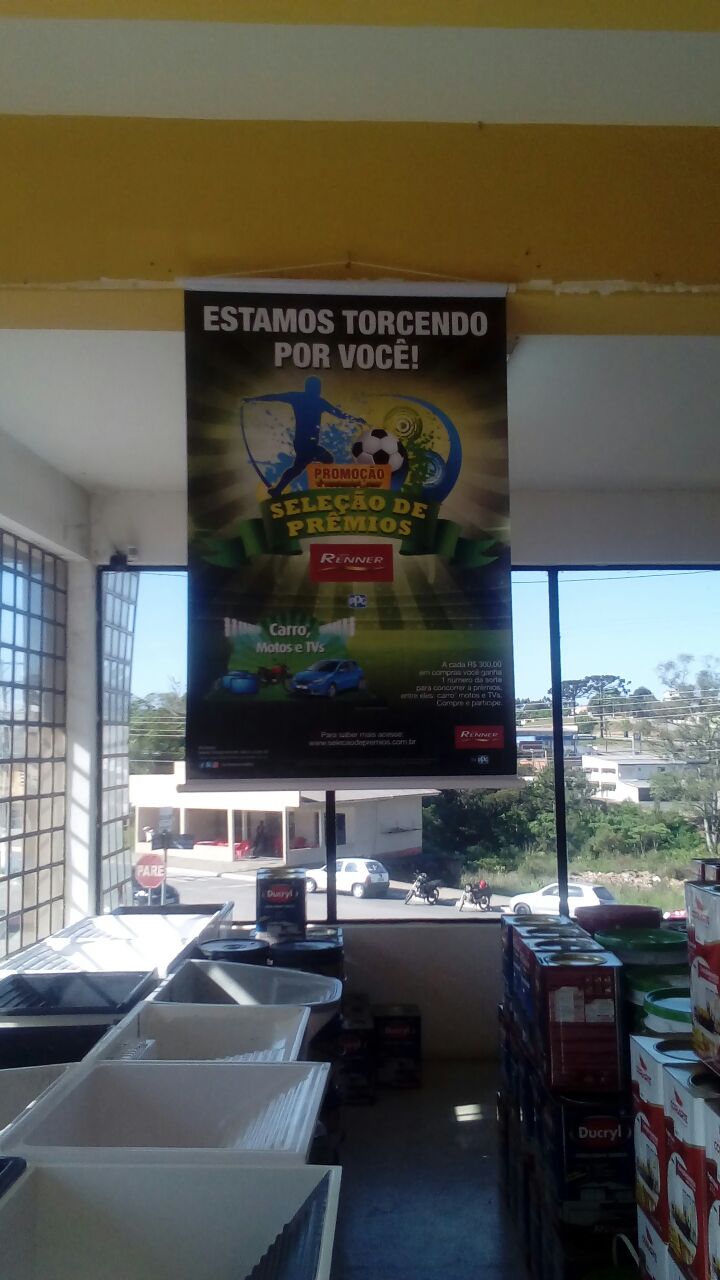 ESTAMOS TORCENDO
POR VOCÊ!
PROMOÇÃO
SELEÇÃO DE
PRÊMIOS
RENNER
PPG
Carro,
Motos e TVs
A cada R$ 300,00
em compras você ganha
1 número da sorte
para concorrer a prêmios,
entre eles: carro, motos e TVs.
Compre e participe.
Para saber mais acesse:
www.selecaodepremios.com.br
RENNER
PPG
PARE
Ducryl
Ducryl